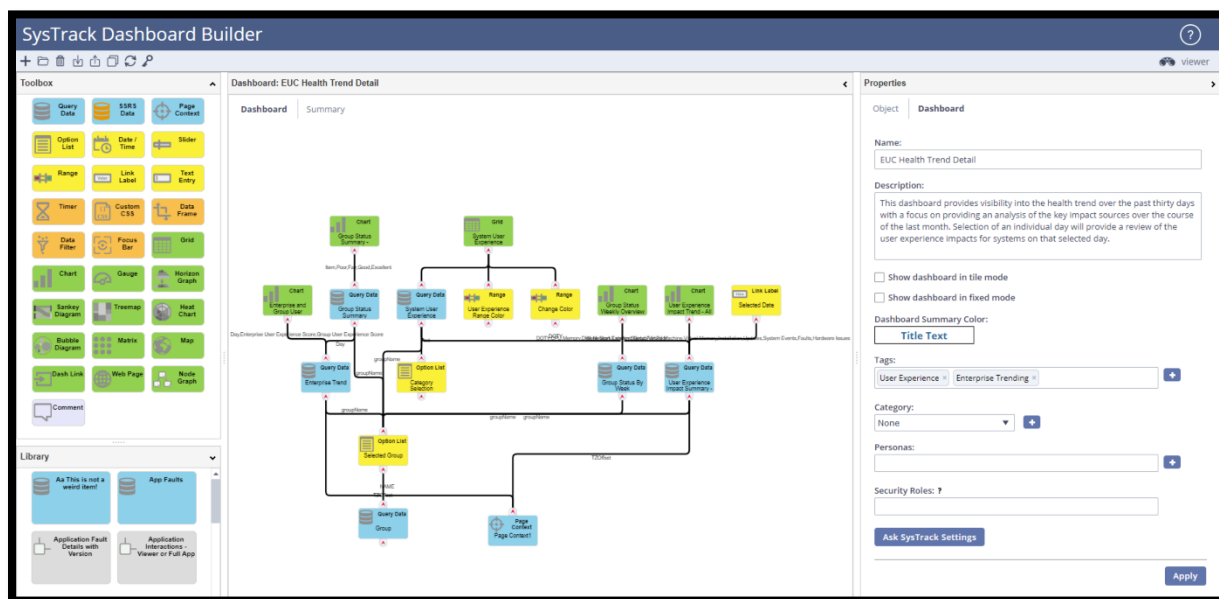 SysTrack Dashboard Builder
?
viewer
Toolbox
Query
Data
SSRS
Data
Page
Context
Option
List
Date /
Time
Slider
Range
Link
Label
Text
Entry
Timer
Custom
CSS
Data
Frame
Data
Filter
Focus
Bar
Grid
Chart
Gauge
Horizon
Graph
Sankey
Diagram
Treemap
Heat
Chart
Bubble
Diagram
Matrix
Map
Dash Link
Web Page
Node
Graph
Comment
Library
Aa This is not a
weird item!
App Faults
Application Fault
Details with
Version
Application
Interactions -
Viewer or Full App
Dashboard: EUC Health Trend Detail
Dashboard
Summary
Chart
Group Status
Summary -
Grid
System User
Experience
Item,Poor,Fair,Good,Excellent
Chart
Enterprise and
Group User
Query Data
Group Status
Summary
Query Data
System User
Experience
Range
User Experience
Range Color
Range
Change Color
Chart
Group Status
Weekly Overview
Chart
User Experience
Impact Trend - All
Link Label
Selected Date
Day,Enterprise User Experience Score,Group User Experience Score
Day
groupName
Query Data
Enterprise Trend
groupName
Option List
Category
Selection
Query Data
Group Status By
Week
Query Data
User Experience
Impact Summary -
groupName
groupName
groupName
Option List
Selected Group
TZOffset
NAME
Query Data
Group
Page
Context
Page Context1
Properties
Object
Dashboard
Name:
EUC Health Trend Detail
Description:
This dashboard provides visibility into the health trend over the past thirty days
with a focus on providing an analysis of the key impact sources over the course
of the last month. Selection of an individual day will provide a review of the
user experience impacts for systems on that selected day.
Show dashboard in tile mode
Show dashboard in fixed mode
Dashboard Summary Color:
Title Text
Tags:
User Experience ×
Enterprise Trending ×
Category:
None
Personas:
Security Roles: ?
Ask SysTrack Settings
Apply